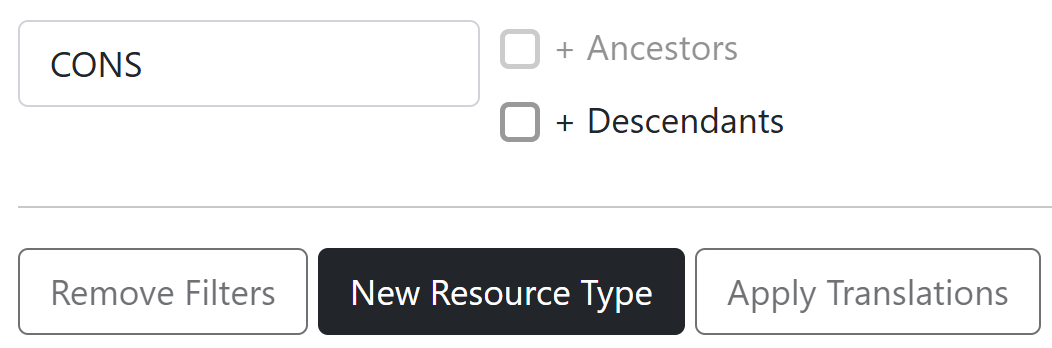 CONS
+ Ancestors
+ Descendants
Remove Filters
New Resource Type
Apply Translations